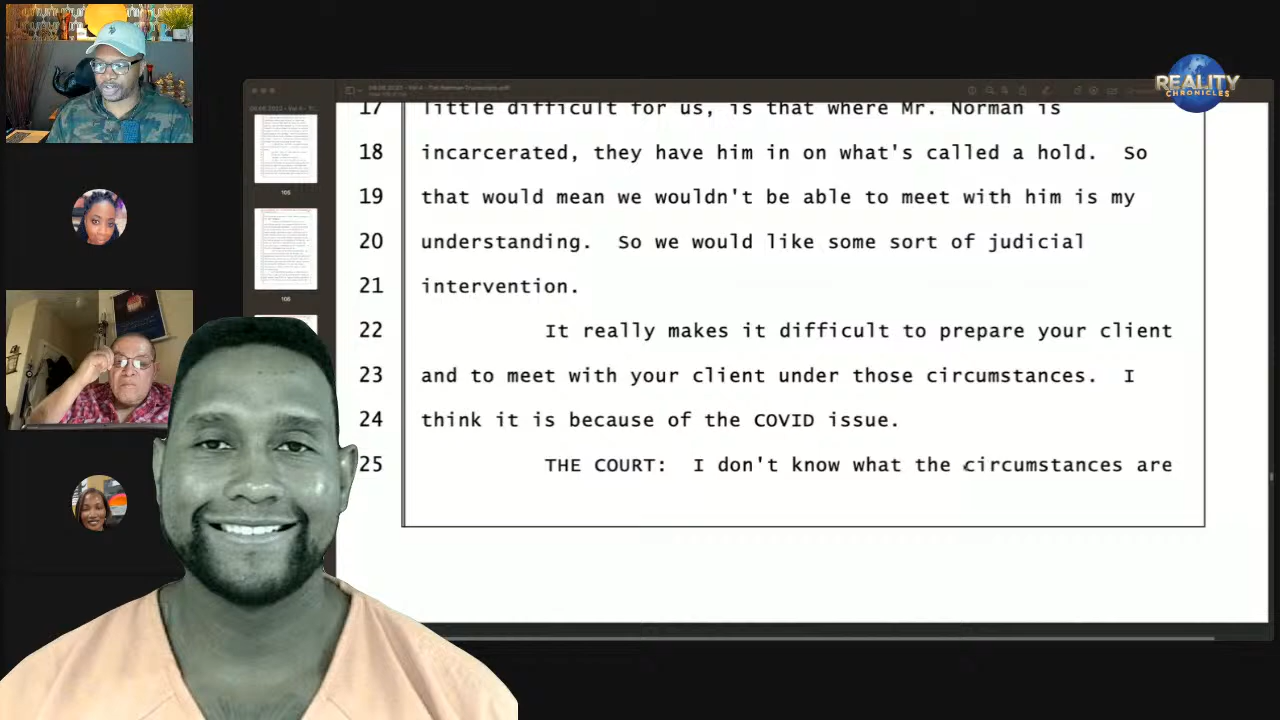 REALITY
CHRONICLES
17 little difficult for us, is that where Mr. Norman is
18 incarcerated, they have him in on what's called a hold. So
19 that would mean we wouldn't be able to meet with him is my
20 understanding. So we would like some sort of judicial
21 intervention.
22 It really makes it difficult to prepare your client
23 and to meet with your client under those circumstances. I
24 think it is because of the COVID issue.
25 THE COURT: I don't know what the circumstances are